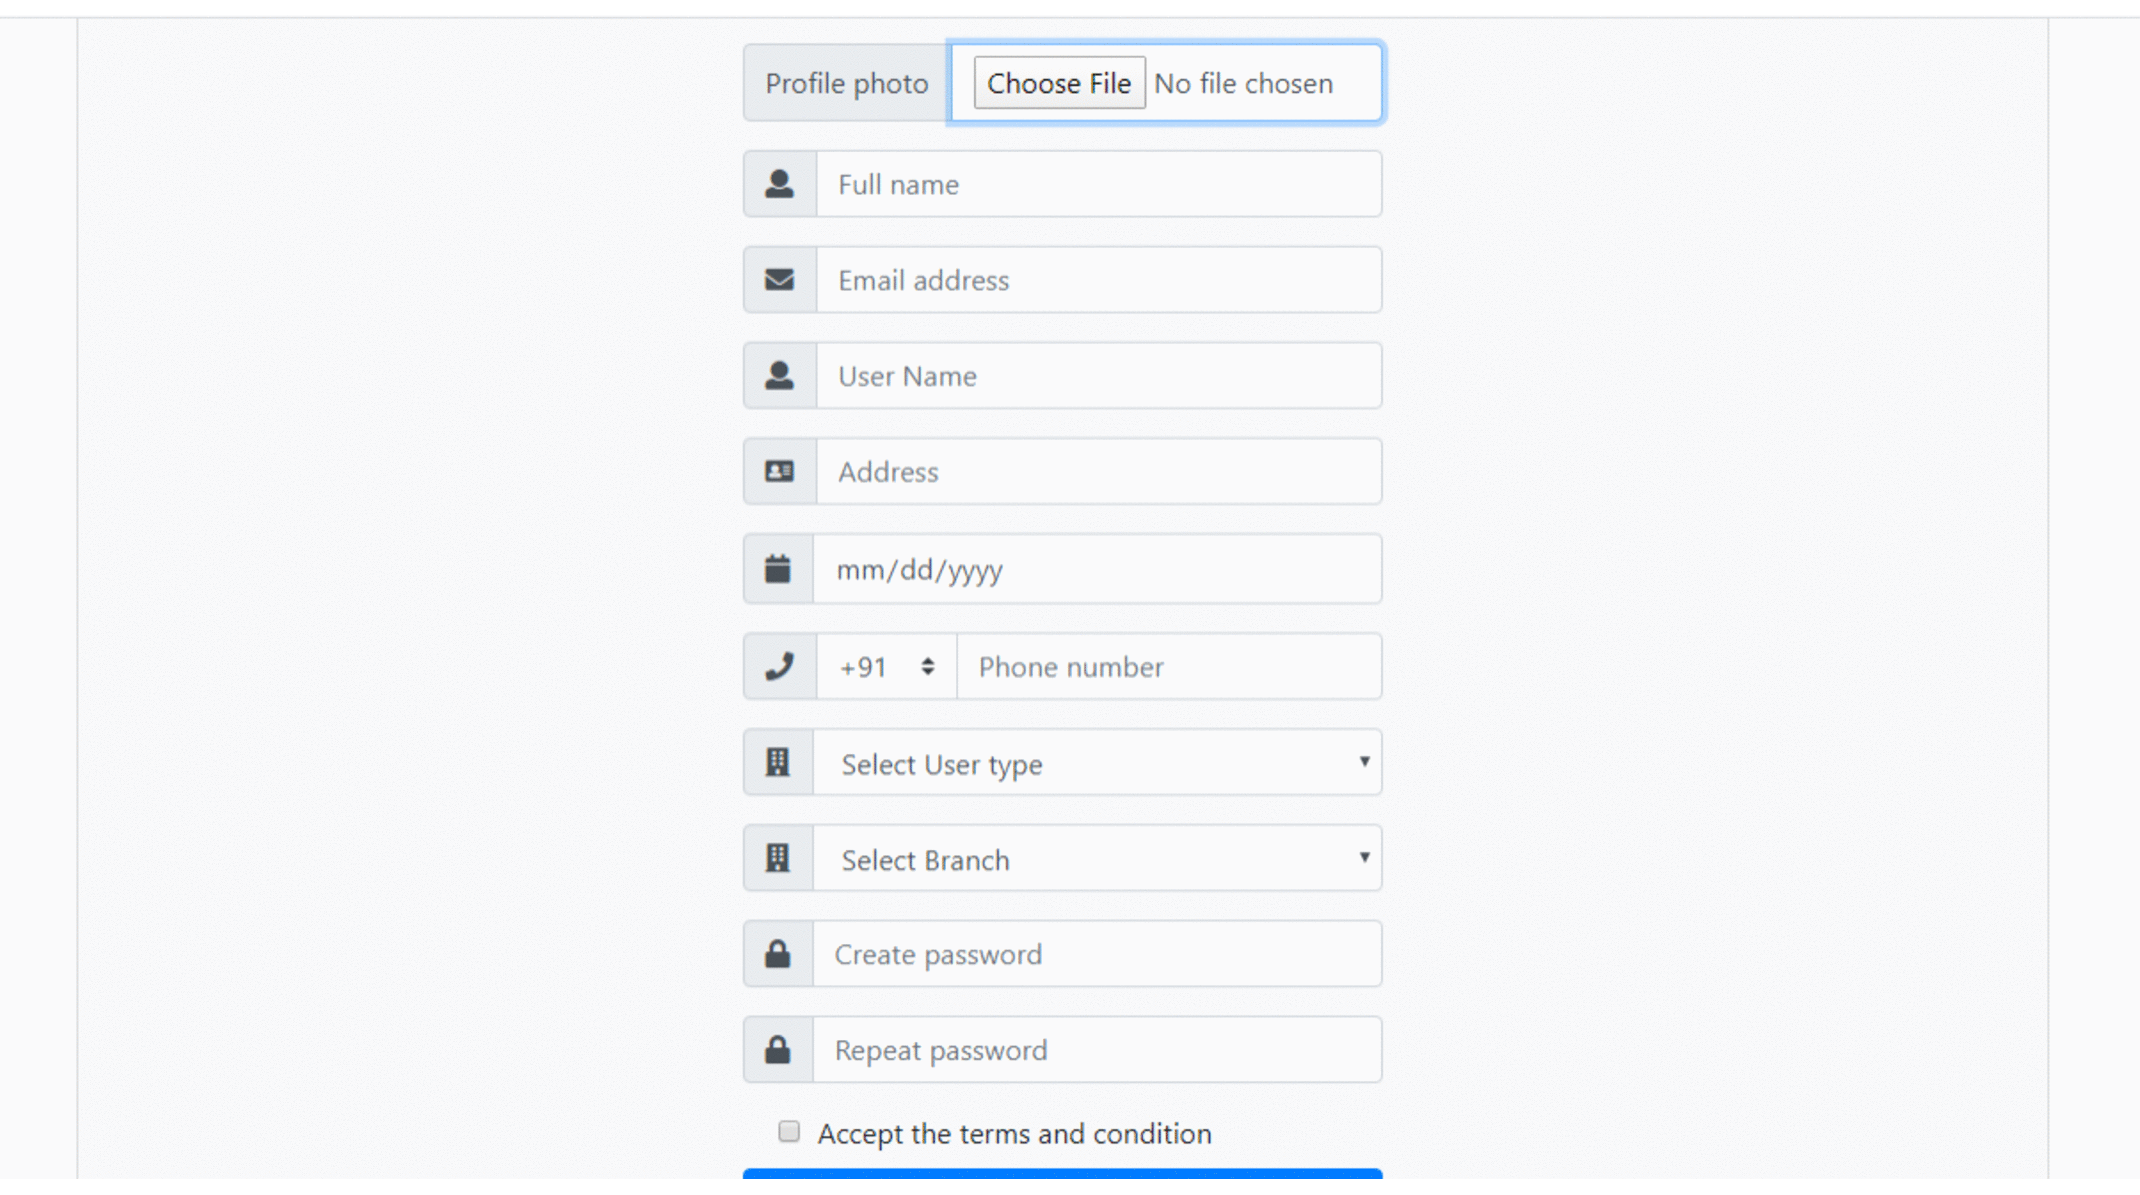 Profile photo Choose File No file chosen
Full name
Email address
User Name
Address
mm/dd/yyyy
+91 Phone number
Select User type
Select Branch
Create password
Repeat password
Accept the terms and condition